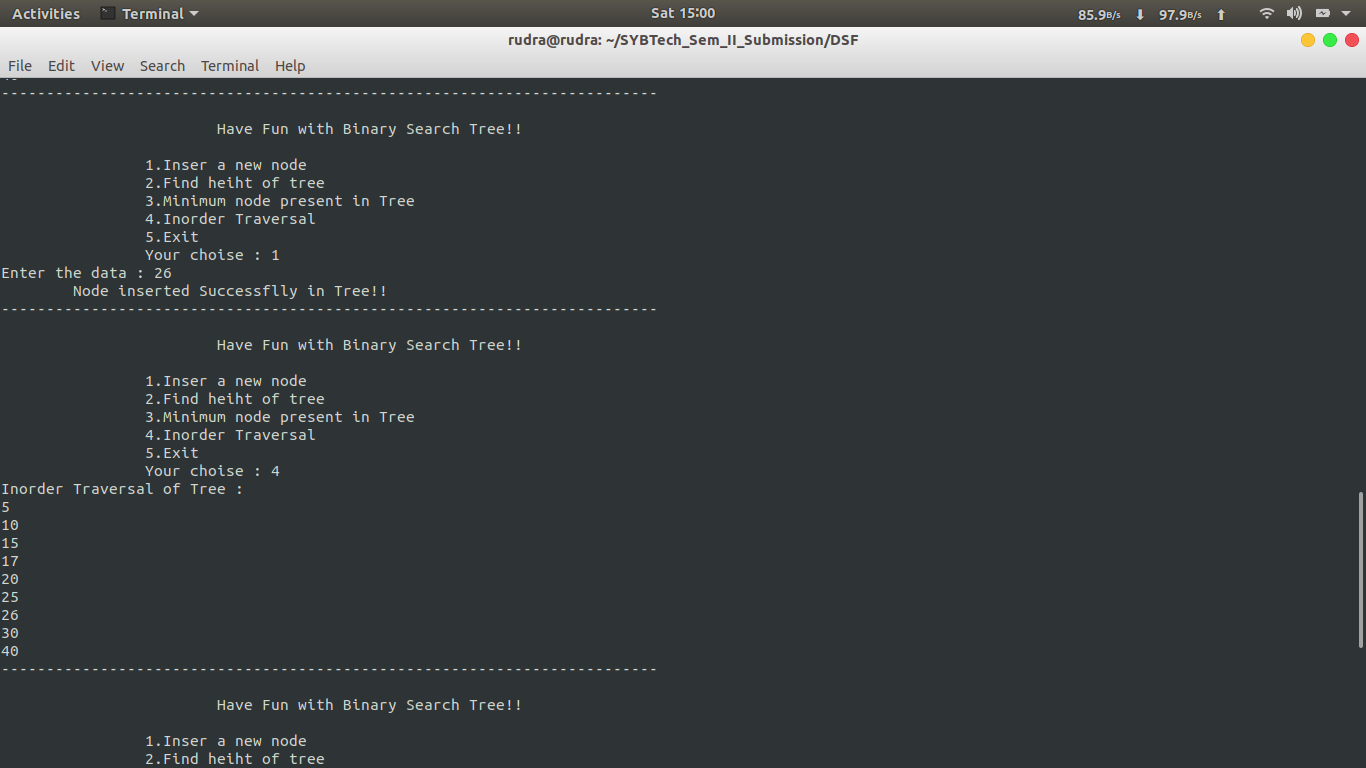 Activities Terminal Sat 15:00 85.9B/s ⬇ 97.9B/s ⬆
rudra@rudra: ~/SYBTech_Sem_II_Submission/DSF
File Edit View Search Terminal Help
-------------------------------------------------------------------------
Have Fun with Binary Search Tree!!
1.Inser a new node
2.Find heiht of tree
3.Minimum node present in Tree
4.Inorder Traversal
5.Exit
Your choise : 1
Enter the data : 26
Node inserted Successflly in Tree!!
-------------------------------------------------------------------------
Have Fun with Binary Search Tree!!
1.Inser a new node
2.Find heiht of tree
3.Minimum node present in Tree
4.Inorder Traversal
5.Exit
Your choise : 4
Inorder Traversal of Tree :
5
10
15
17
20
25
26
30
40
-------------------------------------------------------------------------
Have Fun with Binary Search Tree!!
1.Inser a new node
2.Find heiht of tree